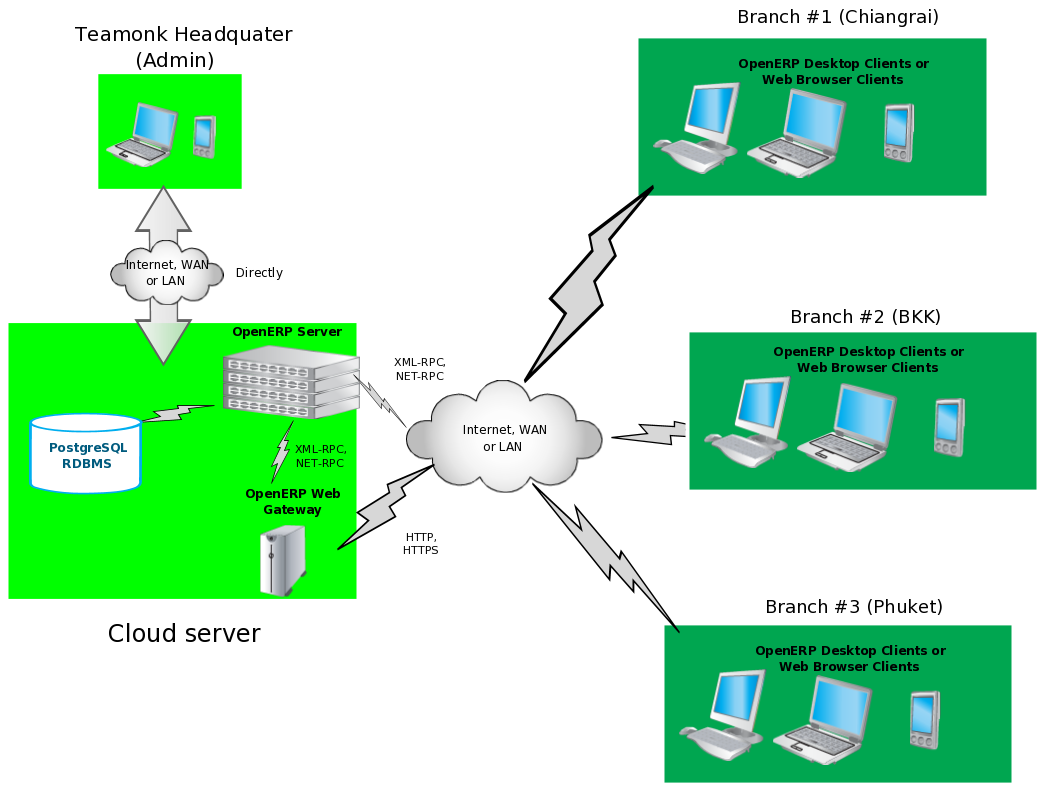 Teamonk Headquater
(Admin)
Internet, WAN
or LAN
Directly
OpenERP Server
PostgreSQL
RDBMS
XML-RPC,
NET-RPC
OpenERP Web
Gateway
Cloud server
XML-RPC,
NET-RPC
Internet, WAN
or LAN
HTTP,
HTTPS
Branch #1 (Chiangrai)
OpenERP Desktop Clients or
Web Browser Clients
Branch #2 (BKK)
OpenERP Desktop Clients or
Web Browser Clients
Branch #3 (Phuket)
OpenERP Desktop Clients or
Web Browser Clients